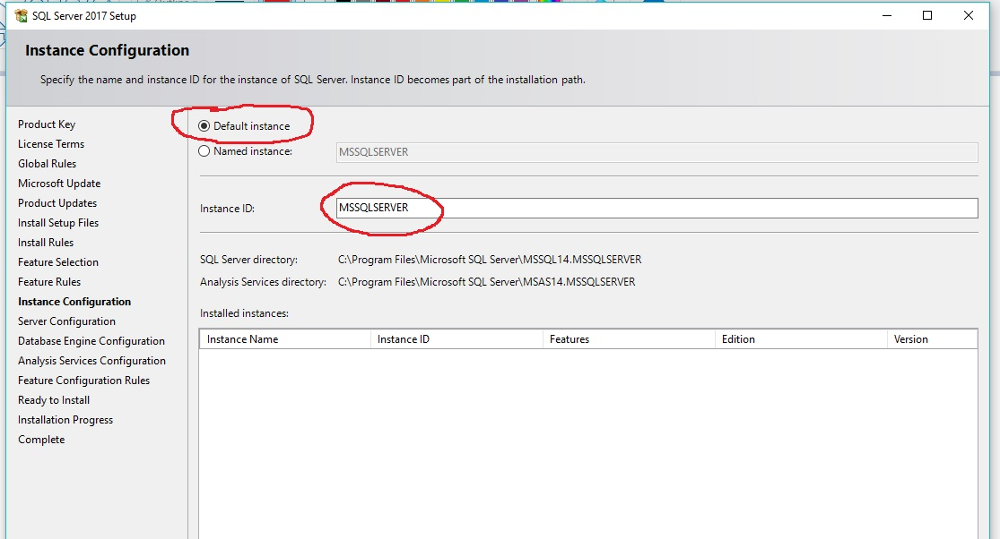 SQL Server 2017 Setup
Instance Configuration
Specify the name and instance ID for the instance of SQL Server. Instance ID becomes part of the installation path.
Product Key
License Terms
Global Rules
Microsoft Update
Product Updates
Install Setup Files
Install Rules
Feature Selection
Feature Rules
Instance Configuration
Server Configuration
Database Engine Configuration
Analysis Services Configuration
Feature Configuration Rules
Ready to Install
Installation Progress
Complete
Default instance
Named instance: MSSQLSERVER
Instance ID: MSSQLSERVER
SQL Server directory: C:\Program Files\Microsoft SQL Server\MSSQL14.MSSQLSERVER
Analysis Services directory: C:\Program Files\Microsoft SQL Server\MSAS14.MSSQLSERVER
Installed instances:
Instance Name Instance ID Features Edition Version